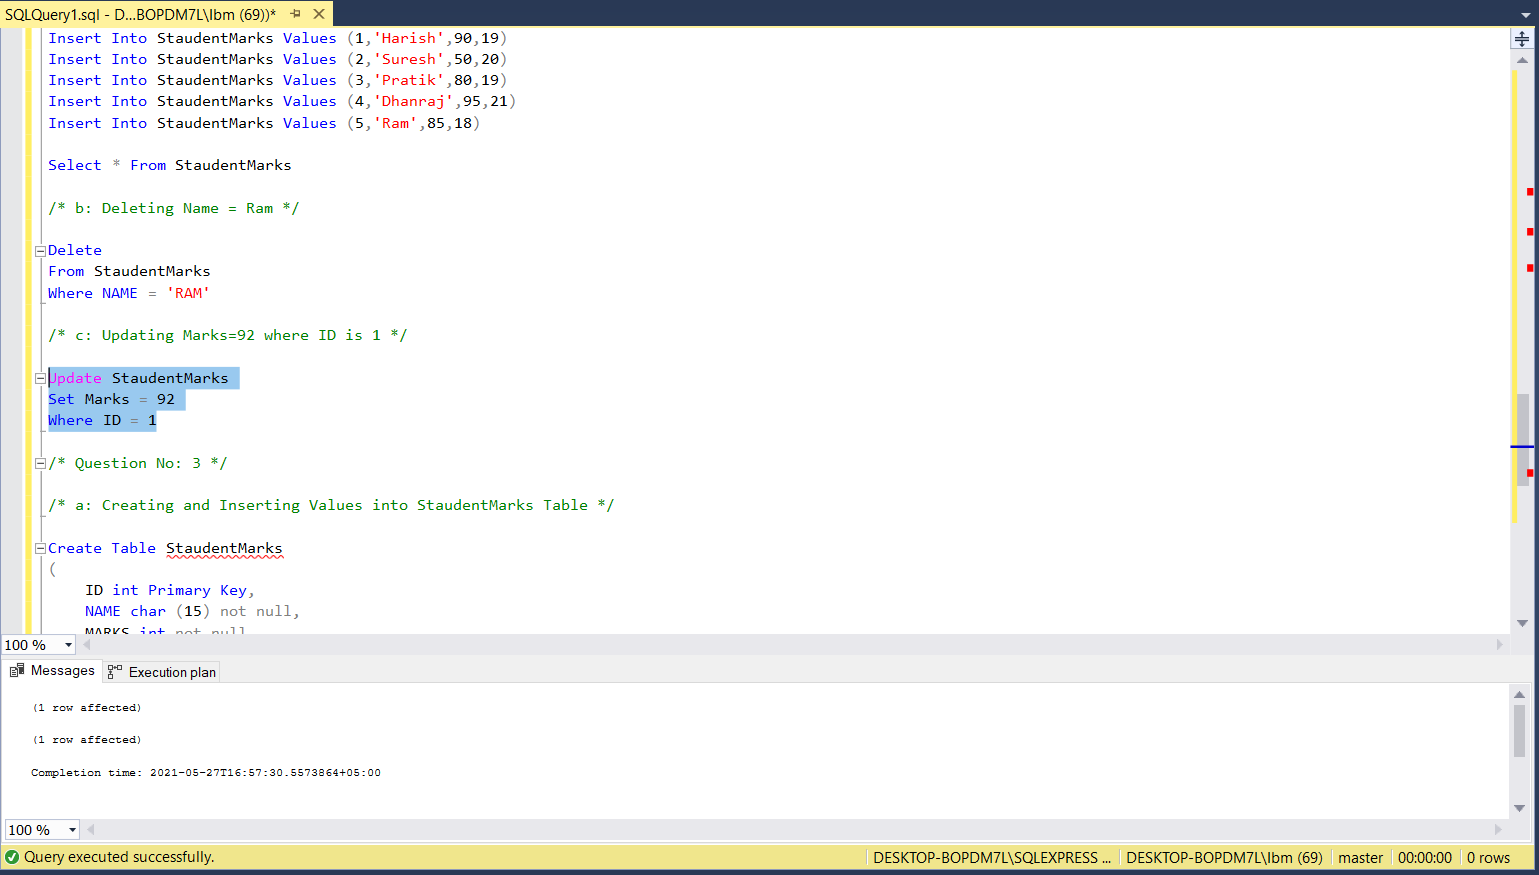 SQLQuery1.sql - D...BOPDM7L\Ibm (69))*
Insert Into StaudentMarks Values (1,'Harish',90,19)
Insert Into StaudentMarks Values (2,'Suresh',50,20)
Insert Into StaudentMarks Values (3,'Pratik',80,19)
Insert Into StaudentMarks Values (4,'Dhanraj',95,21)
Insert Into StaudentMarks Values (5,'Ram',85,18)
Select * From StaudentMarks
/* b: Deleting Name = Ram */
Delete
From StaudentMarks
Where NAME = 'RAM'
/* c: Updating Marks=92 where ID is 1 */
Update StaudentMarks
Set Marks = 92
Where ID = 1
/* Question No: 3 */
/* a: Creating and Inserting Values into StaudentMarks Table */
Create Table StaudentMarks
(
ID int Primary Key,
NAME char (15) not null,
MARKS int not null
100 %
Messages Execution plan
(1 row affected)
(1 row affected)
Completion time: 2021-05-27T16:57:30.5573864+05:00
100 %
Query executed successfully. DESKTOP-BOPDM7L\SQLEXPRESS ... DESKTOP-BOPDM7L\Ibm (69) master 00:00:00 0 rows